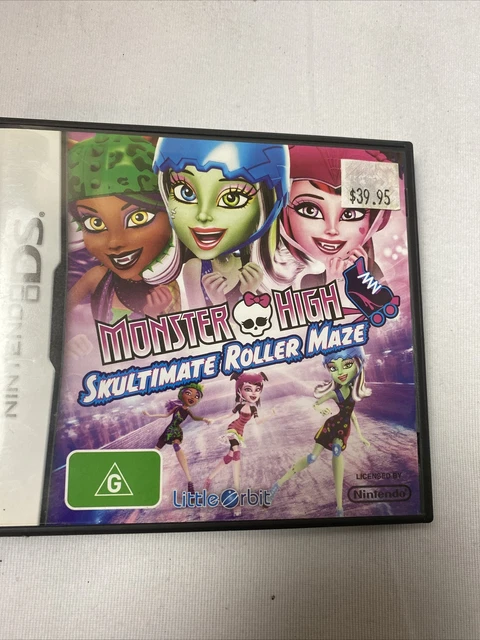 NINTENDO DS.
$39.95
MONSTER HIGH
SKULTIMATE ROLLER MAZE
G
Little Orbit
LICENSED BY
Nintendo